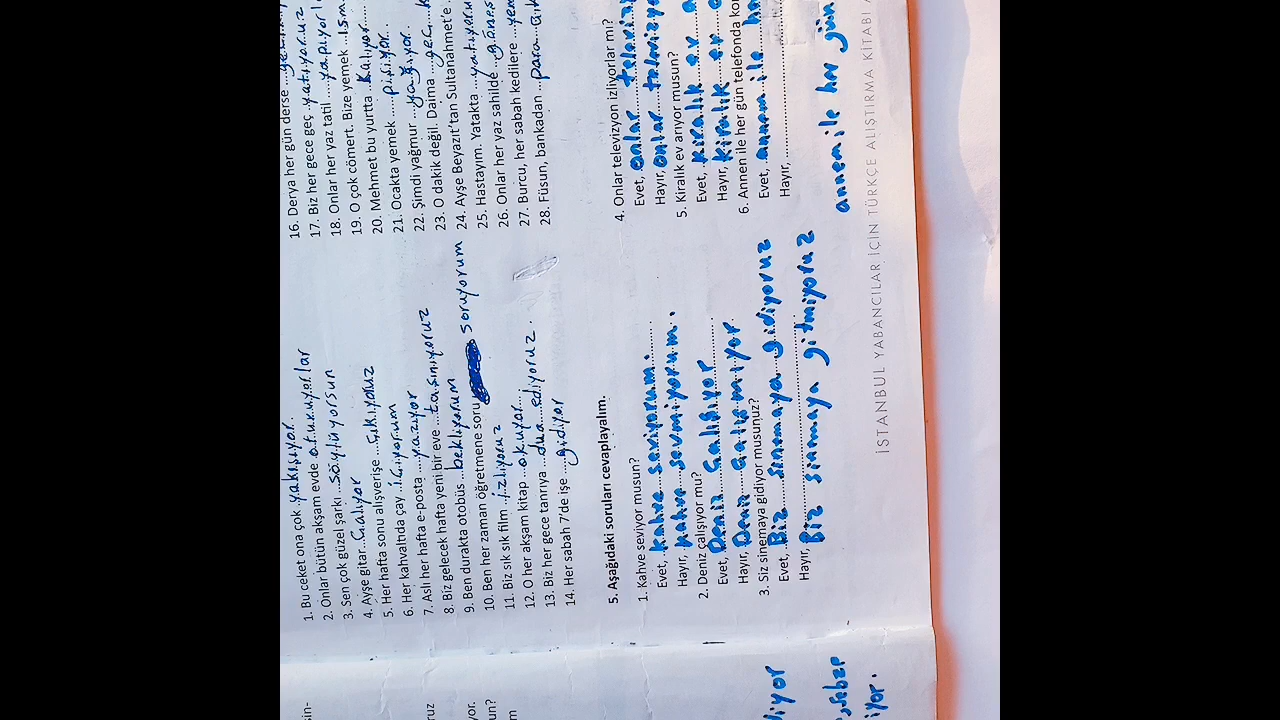 1. Bu ceket ona çok yakışıyor.
2. Onlar bütün akşam evde oturuyorlar
3. Sen çok güzel şarkı söylüyorsun
4. Ayşe gitar çalıyor
5. Her hafta sonu alışverişe çıkıyoruz
6. Her kahvaltıda çay içiyorum
7. Aslı her hafta e-posta yazıyor
8. Biz gelecek hafta yeni bir eve taşınıyoruz
9. Ben durakta otobüs bekliyorum
10. Ben her zaman öğretmene soru soruyorum
11. Biz sık sık film izliyoruz
12. O her akşam kitap okuyor
13. Biz her gece tanrıya dua ediyoruz.
14. Her sabah 7'de işe gidiyor
16. Derya her gün derse
17. Biz her gece geç yatıyoruz
18. Onlar her yaz tatil yapıyorl
19. O çok cömert. Bize yemek ısm
20. Mehmet bu yurtta kalıyor
21. Ocakta yemek pişiyor.
22. Şimdi yağmur yağıyor.
23. O dakik değil. Daima geç
24. Ayşe Beyazıt'tan Sultanahmet'e
25. Hastayım. Yatakta yatıyoru
26. Onlar her yaz sahilde güneş
27. Burcu, her sabah kedilere yem
28. Füsun, bankadan para
5. Aşağıdaki soruları cevaplayalım.
1. Kahve seviyor musun?
Evet, kahve seviyorum.
Hayır, kahve sevmiyorum.
2. Deniz çalışıyor mu?
Evet, Deniz Çalışıyor
Hayır, Deniz çalışmıyor.
3. Siz sinemaya gidiyor musunuz?
Evet, Biz sinemaya gidiyoruz
Hayır, Biz sinemaya gitmiyoruz
4. Onlar televizyon izliyorlar mı?
Evet, onlar televiz
Hayır, onlar televizyo
5. Kiralık ev arıyor musun?
Evet, kiralık ev a
Hayır, kiralık ev
6. Annen ile her gün telefonda ko
Evet, annem ile he
Hayır,
annem ile her gün
İSTANBUL YABANCILAR İÇİN TÜRKÇE ALIŞTIRMA KİTABI